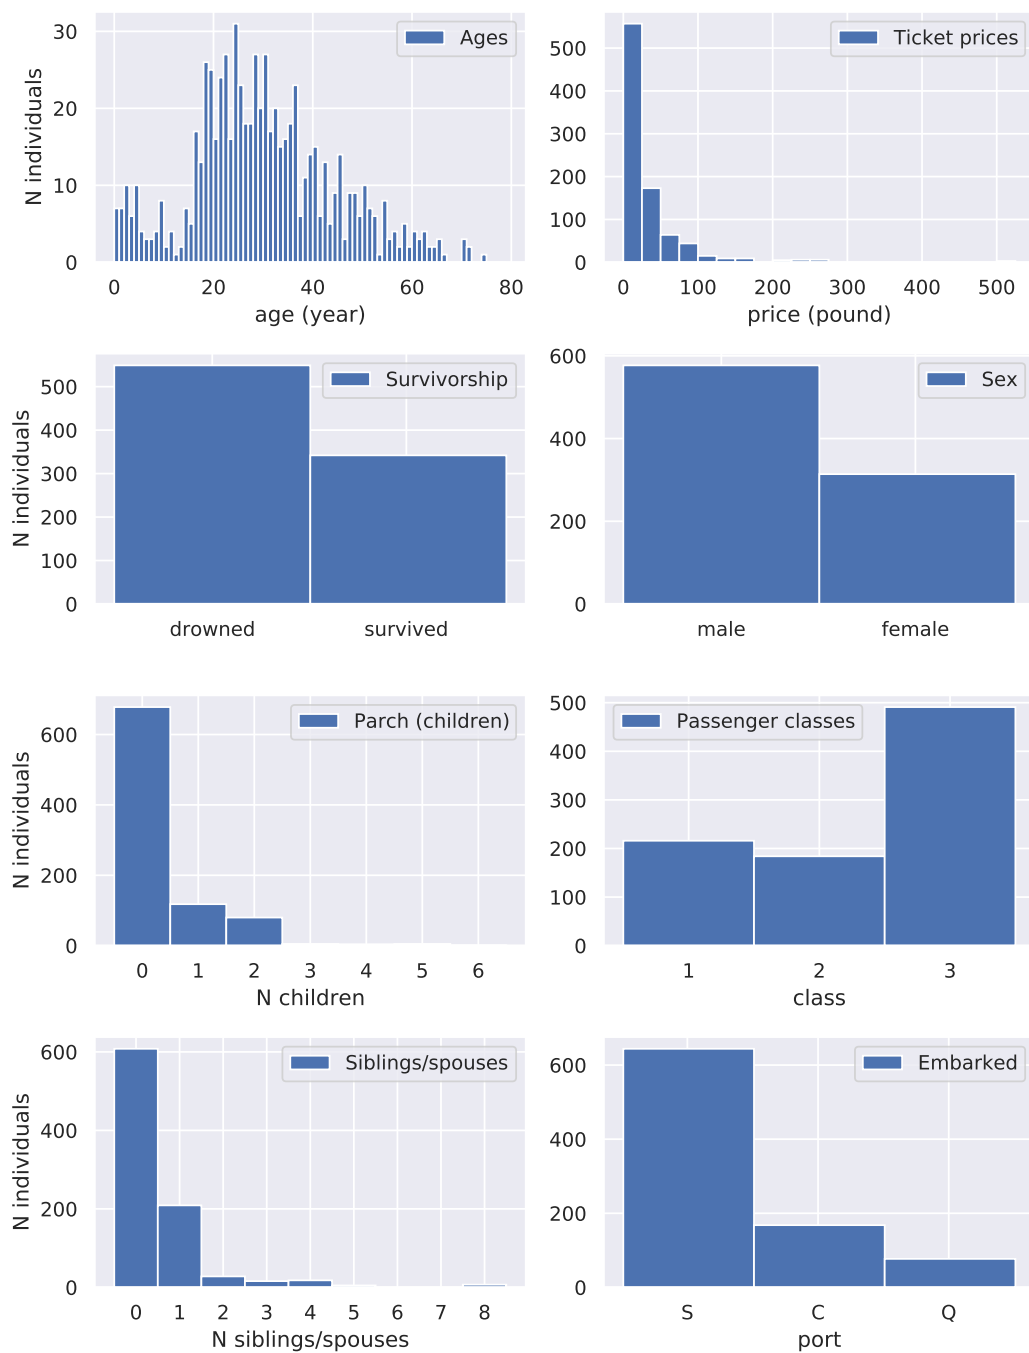 Ages
N individuals
30
20
10
0
0 20 40 60 80
age (year)
Ticket prices
500
400
300
200
100
0
0 100 200 300 400 500
price (pound)
Survivorship
N individuals
500
400
300
200
100
0
drowned survived
Sex
600
400
200
0
male female
Parch (children)
N individuals
600
400
200
0
0 1 2 3 4 5 6
N children
Passenger classes
500
400
300
200
100
0
1 2 3
class
Siblings/spouses
N individuals
600
400
200
0
0 1 2 3 4 5 6 7 8
N siblings/spouses
Embarked
600
400
200
0
S C Q
port